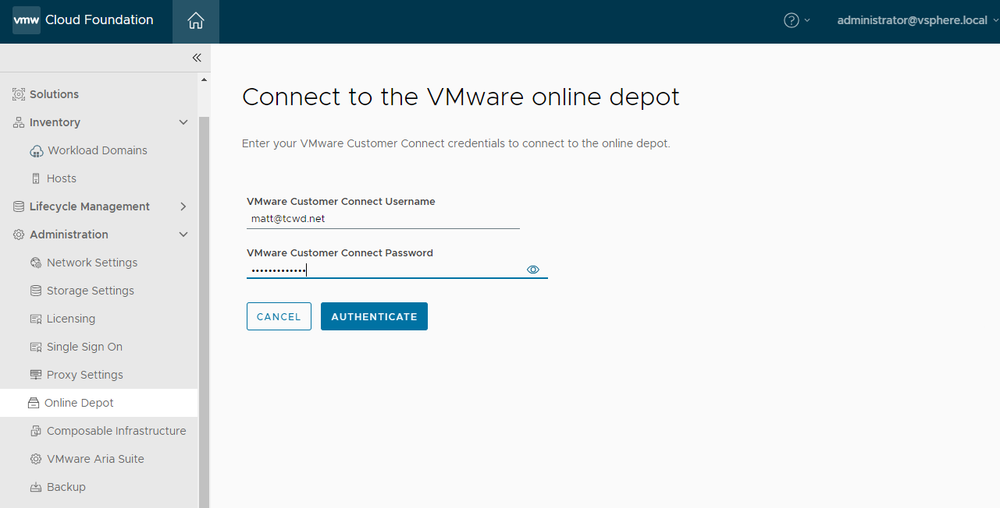 vmw Cloud Foundation
administrator@vsphere.local
Solutions
Inventory
Workload Domains
Hosts
Lifecycle Management
Administration
Network Settings
Storage Settings
Licensing
Single Sign On
Proxy Settings
Online Depot
Composable Infrastructure
VMware Aria Suite
Backup
Connect to the VMware online depot
Enter your VMware Customer Connect credentials to connect to the online depot.
VMware Customer Connect Username
matt@tcwd.net
VMware Customer Connect Password
•••••••••••••
CANCEL AUTHENTICATE